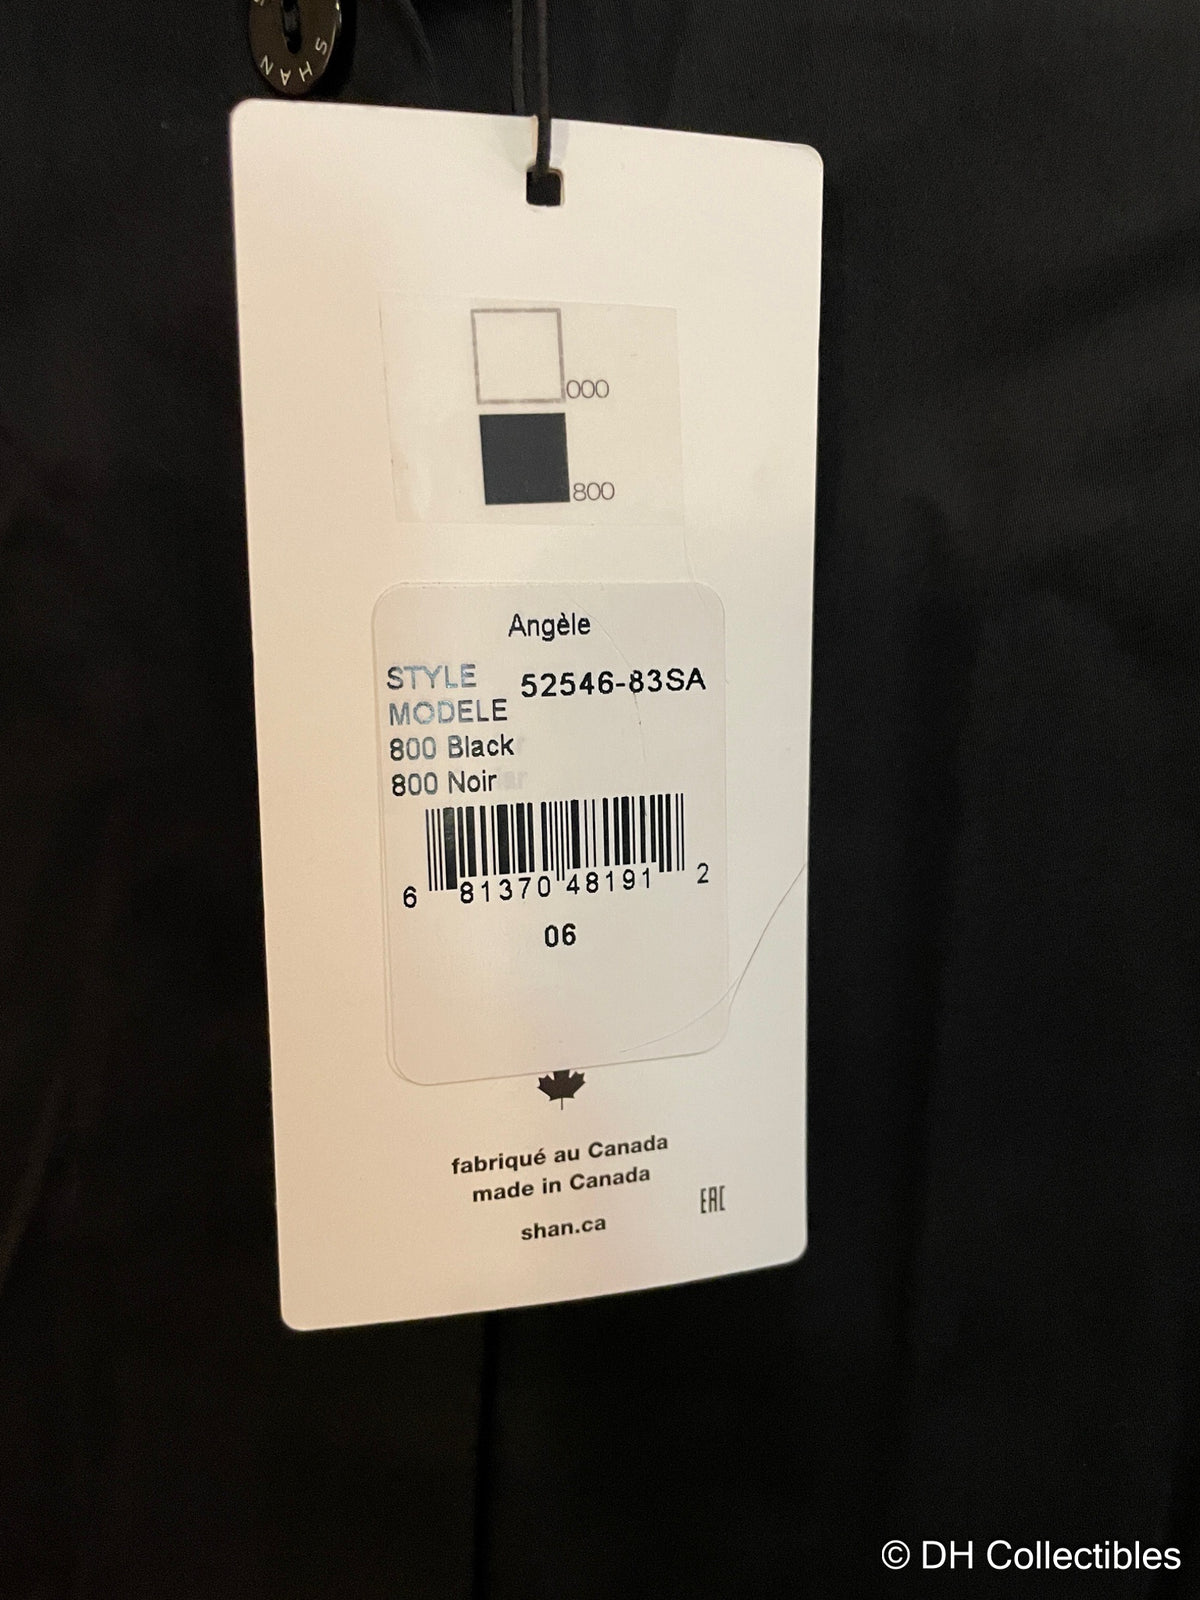 SHAN
000
800
Angèle
STYLE
MODELE
52546-83SA
800 Black
800 Noir
6 81370 48191 2
06
fabriqué au Canada
made in Canada
shan.ca
EAC
© DH Collectibles